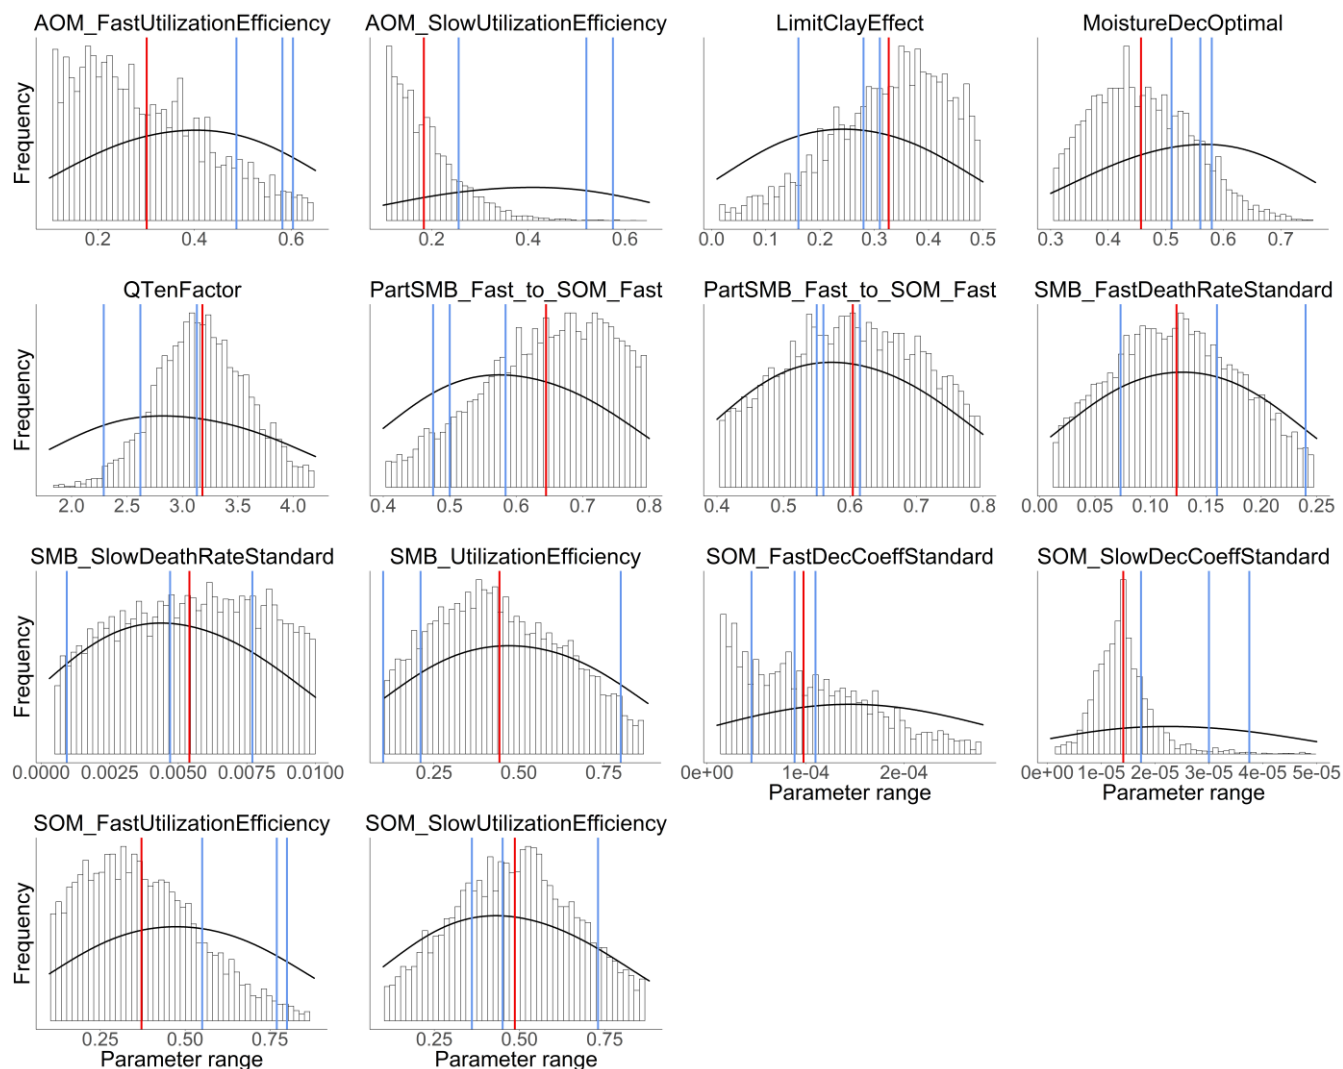 AOM_FastUtilizationEfficiency AOM_SlowUtilizationEfficiency LimitClayEffect MoistureDecOptimal
Frequency
0.2 0.4 0.6 0.2 0.4 0.6 0.0 0.1 0.2 0.3 0.4 0.5 0.3 0.4 0.5 0.6 0.7
QTenFactor PartSMB_Fast_to_SOM_Fast PartSMB_Fast_to_SOM_Fast SMB_FastDeathRateStandard
Frequency
2.0 2.5 3.0 3.5 4.0 0.4 0.5 0.6 0.7 0.8 0.4 0.5 0.6 0.7 0.8 0.00 0.05 0.10 0.15 0.20 0.25
SMB_SlowDeathRateStandard SMB_UtilizationEfficiency SOM_FastDecCoeffStandard SOM_SlowDecCoeffStandard
Frequency
0.0000 0.0025 0.0050 0.0075 0.0100 0.25 0.50 0.75 0e+00 1e-04 2e-04 0e+00 1e-05 2e-05 3e-05 4e-05 5e-05
Parameter range Parameter range
SOM_FastUtilizationEfficiency SOM_SlowUtilizationEfficiency
Frequency
0.25 0.50 0.75 0.25 0.50 0.75
Parameter range Parameter range